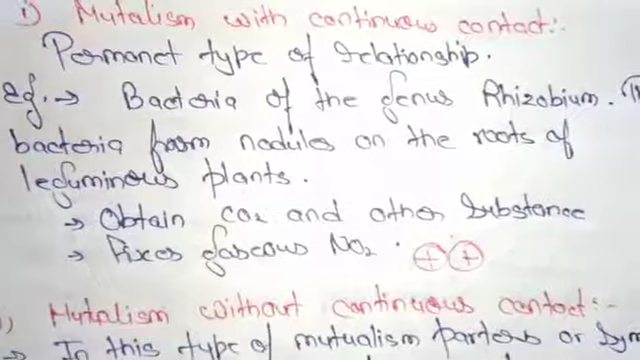 i) Mutalism with continuous contact:-
Permanet type of relationship.
eg. → Bacteria of the genus Rhizobium.
bacteria form nodules on the roots of
leguminous plants.
→ Obtain co2 and other substance
→ Fixes gaseous NO2. + +
) Mutalism without continuous contact:-
→ In this type of mutualism parters or